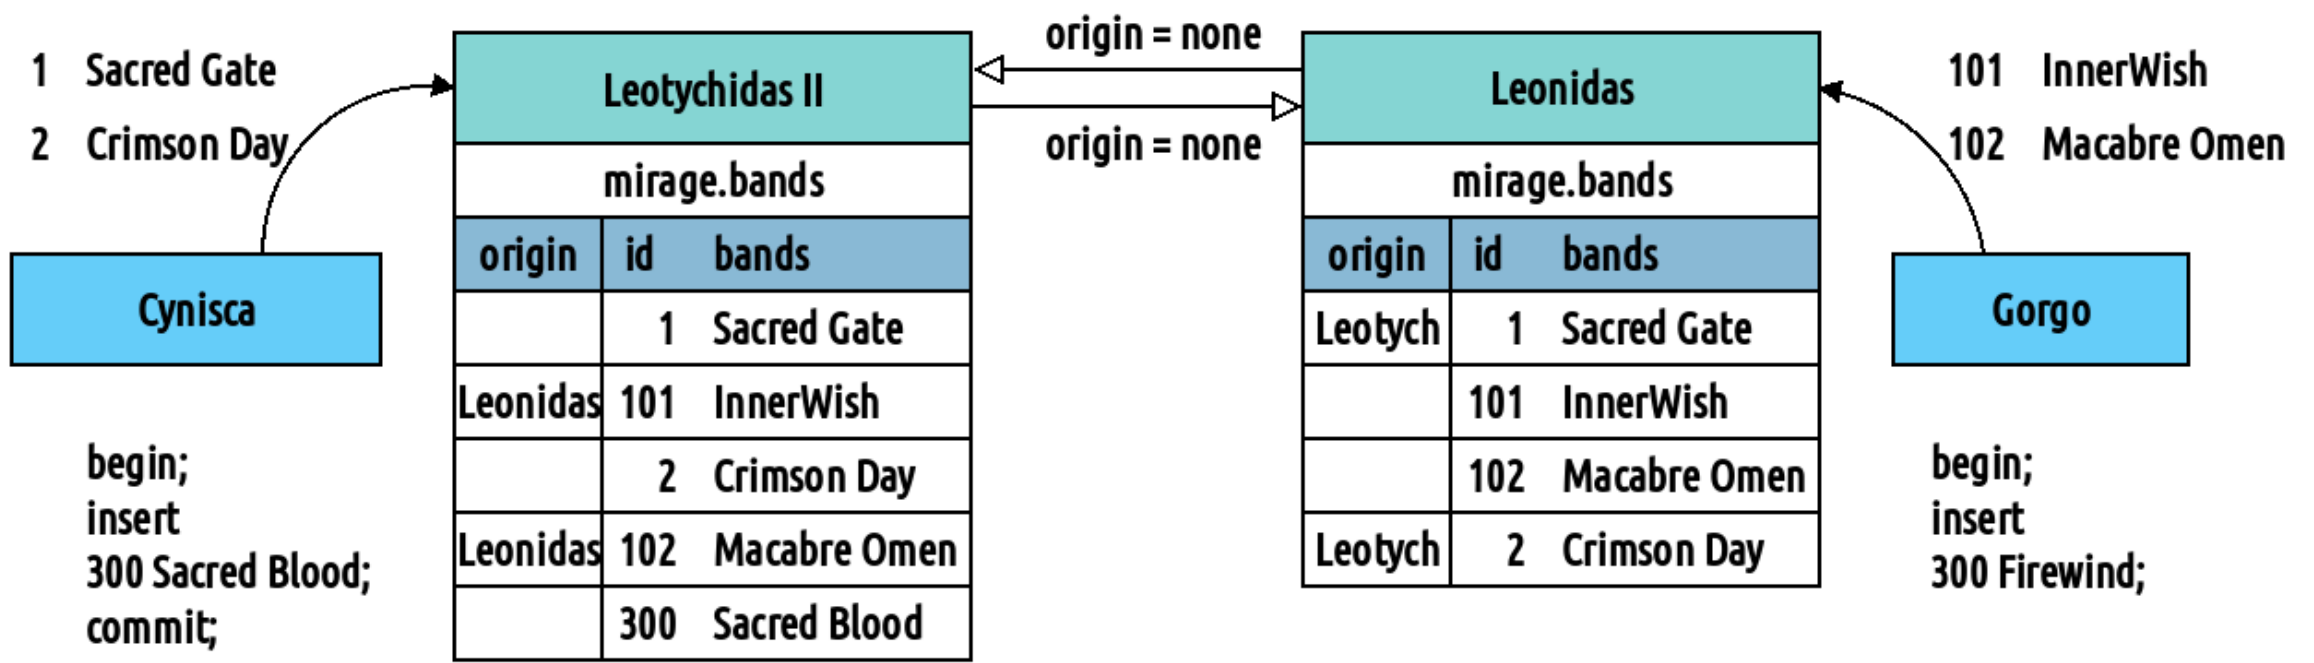 1 Sacred Gate
2 Crimson Day
Cynisca
begin;
insert
300 Sacred Blood;
commit;
Leotychidas II
mirage.bands
origin id bands
1 Sacred Gate
Leonidas 101 InnerWish
2 Crimson Day
Leonidas 102 Macabre Omen
300 Sacred Blood
origin = none
origin = none
Leonidas
mirage.bands
origin id bands
Leotych 1 Sacred Gate
101 InnerWish
102 Macabre Omen
Leotych 2 Crimson Day
101 InnerWish
102 Macabre Omen
Gorgo
begin;
insert
300 Firewind;